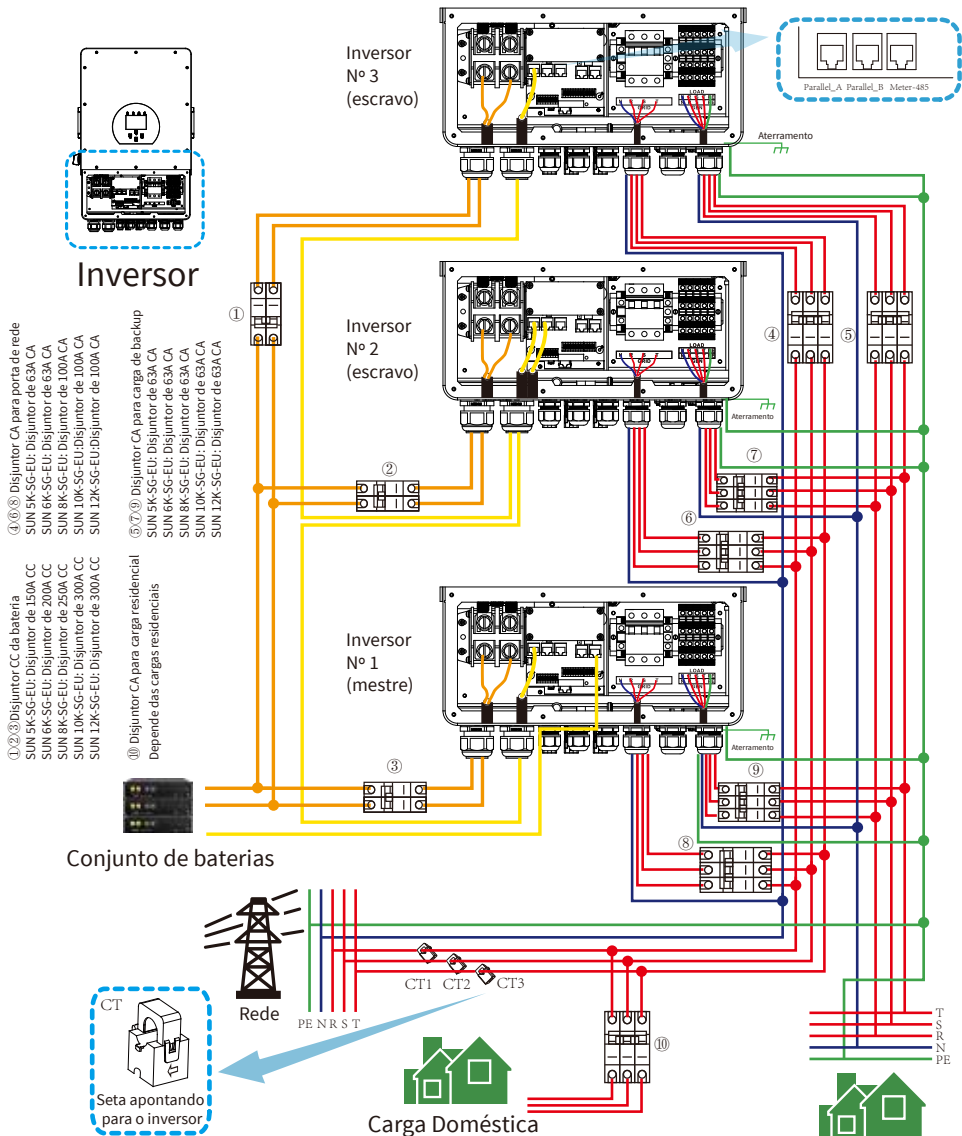 Inversor
Nº 3
(escravo)
Parallel_A Parallel_B Meter-485
LOAD
GRID
GEN
Aterramento
Inversor
①
Inversor
Nº 2
(escravo)
LOAD
GRID
GEN
Aterramento
④
⑤
②
⑦
⑥
④⑥⑧ Disjuntor CA para porta de rede
SUN 5K-SG-EU: Disjuntor de 63A CA
SUN 6K-SG-EU: Disjuntor de 63A CA
SUN 8K-SG-EU: Disjuntor de 100A CA
SUN 10K-SG-EU:Disjuntor de 100A CA
SUN 12K-SG-EU:Disjuntor de 100A CA
⑤⑦⑨ Disjuntor CA para carga de backup
SUN 5K-SG-EU: Disjuntor de 63A CA
SUN 6K-SG-EU: Disjuntor de 63A CA
SUN 8K-SG-EU: Disjuntor de 63A CA
SUN 10K-SG-EU: Disjuntor de 63A CA
SUN 12K-SG-EU: Disjuntor de 63A CA
①②③Disjuntor CC da bateria
SUN 5K-SG-EU: Disjuntor de 150A CC
SUN 6K-SG-EU: Disjuntor de 200A CC
SUN 8K-SG-EU: Disjuntor de 250A CC
SUN 10K-SG-EU: Disjuntor de 300A CC
SUN 12K-SG-EU: Disjuntor de 300A CC
⑩ Disjuntor CA para carga residencial
Depende das cargas residenciais
Inversor
Nº 1
(mestre)
LOAD
GRID
GEN
Aterramento
③
⑨
⑧
Conjunto de baterias
CT1 CT2 CT3
Rede
PE N R S T
CT
Seta apontando
para o inversor
⑩
Carga Doméstica
T
S
R
N
PE